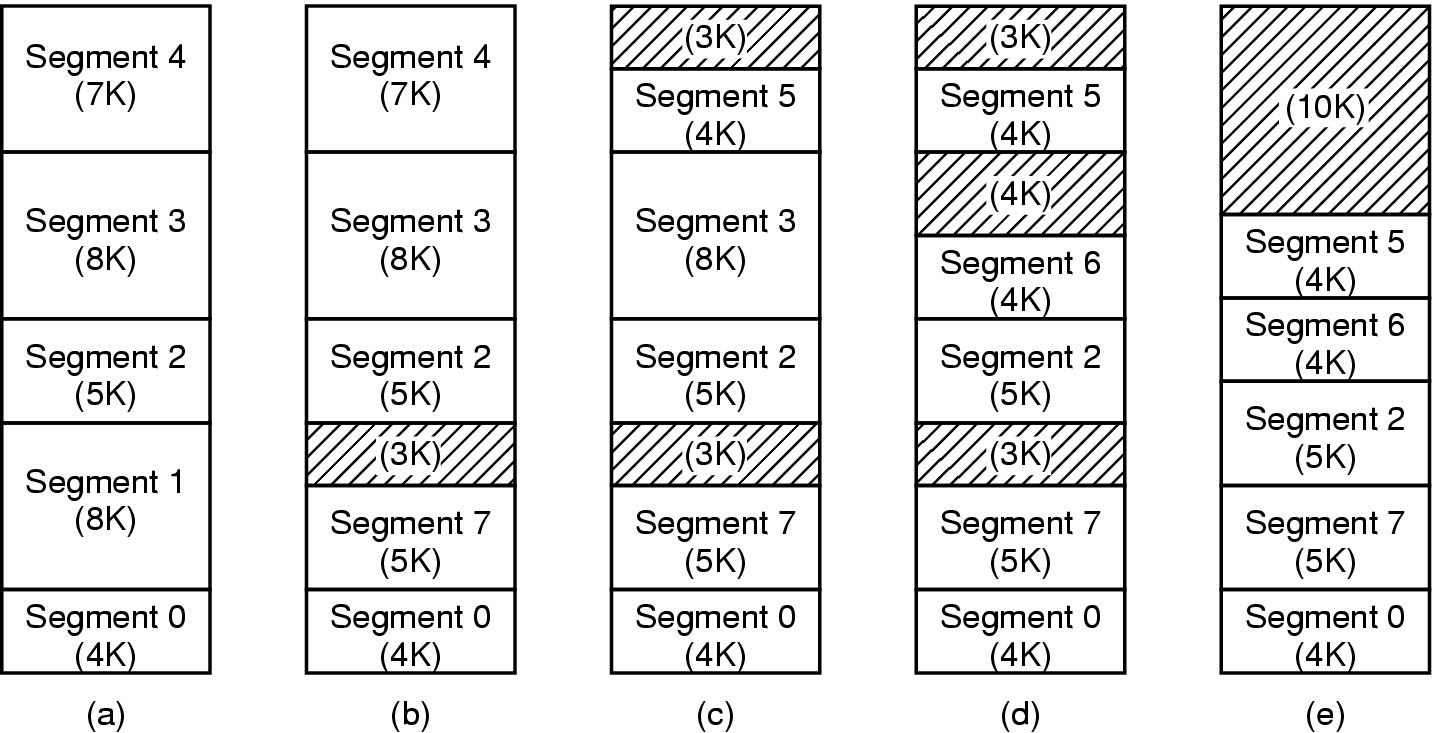 Segment 4
(7K)
Segment 3
(8K)
Segment 2
(5K)
Segment 1
(8K)
Segment 0
(4K)
(a)
Segment 4
(7K)
Segment 3
(8K)
Segment 2
(5K)
(3K)
Segment 7
(5K)
Segment 0
(4K)
(b)
(3K)
Segment 5
(4K)
Segment 3
(8K)
Segment 2
(5K)
(3K)
Segment 7
(5K)
Segment 0
(4K)
(c)
(3K)
Segment 5
(4K)
(4K)
Segment 6
(4K)
Segment 2
(5K)
(3K)
Segment 7
(5K)
Segment 0
(4K)
(d)
(10K)
Segment 5
(4K)
Segment 6
(4K)
Segment 2
(5K)
Segment 7
(5K)
Segment 0
(4K)
(e)